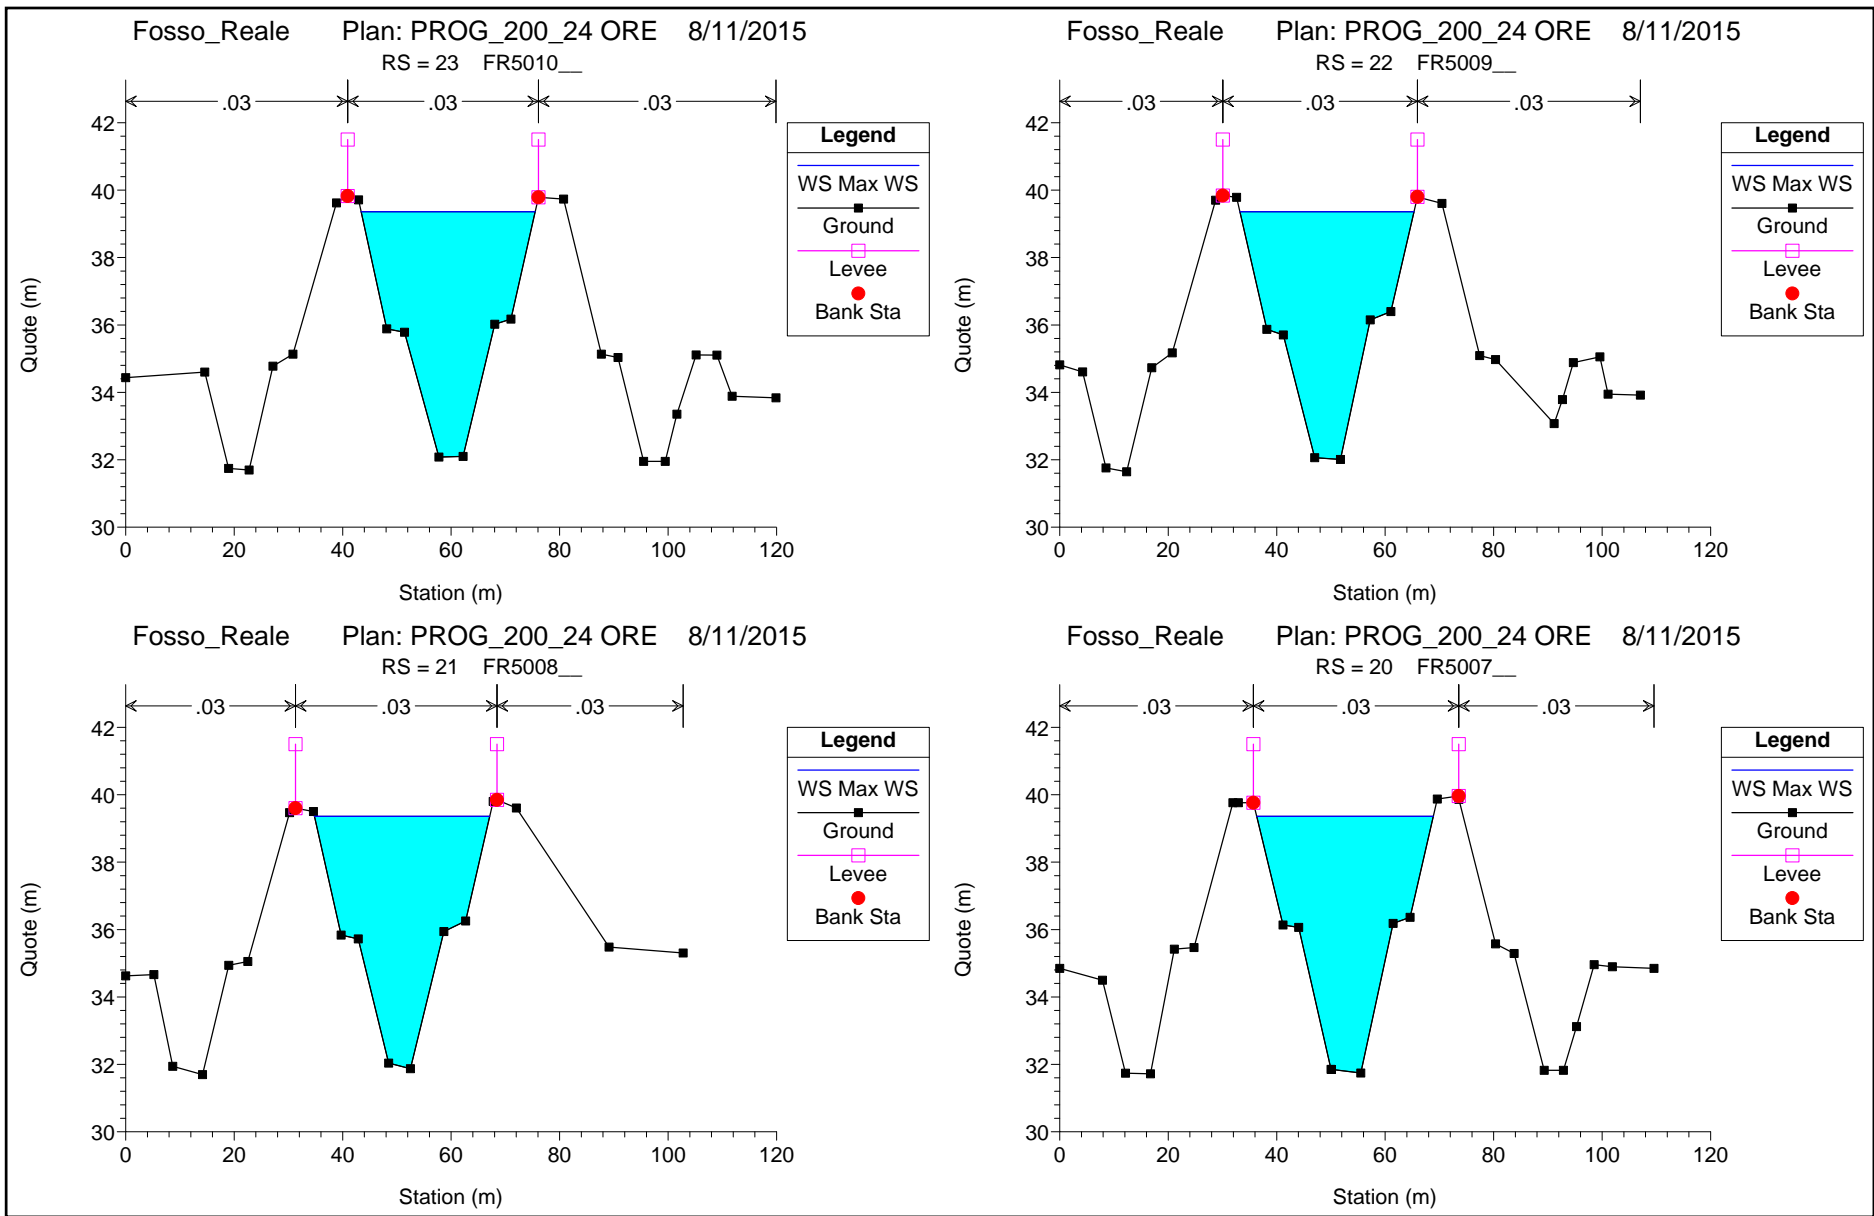 Fosso_Reale Plan: PROG_200_24 ORE 8/11/2015
RS = 23 FR5010__
.03 .03 .03
42
40
38
36
34
32
30
Quote (m)
0 20 40 60 80 100 120
Station (m)
Legend
WS Max WS
Ground
Levee
Bank Sta
Fosso_Reale Plan: PROG_200_24 ORE 8/11/2015
RS = 22 FR5009__
.03 .03 .03
42
40
38
36
34
32
30
Quote (m)
0 20 40 60 80 100 120
Station (m)
Legend
WS Max WS
Ground
Levee
Bank Sta
Fosso_Reale Plan: PROG_200_24 ORE 8/11/2015
RS = 21 FR5008__
.03 .03 .03
42
40
38
36
34
32
30
Quote (m)
0 20 40 60 80 100 120
Station (m)
Legend
WS Max WS
Ground
Levee
Bank Sta
Fosso_Reale Plan: PROG_200_24 ORE 8/11/2015
RS = 20 FR5007__
.03 .03 .03
42
40
38
36
34
32
30
Quote (m)
0 20 40 60 80 100 120
Station (m)
Legend
WS Max WS
Ground
Levee
Bank Sta